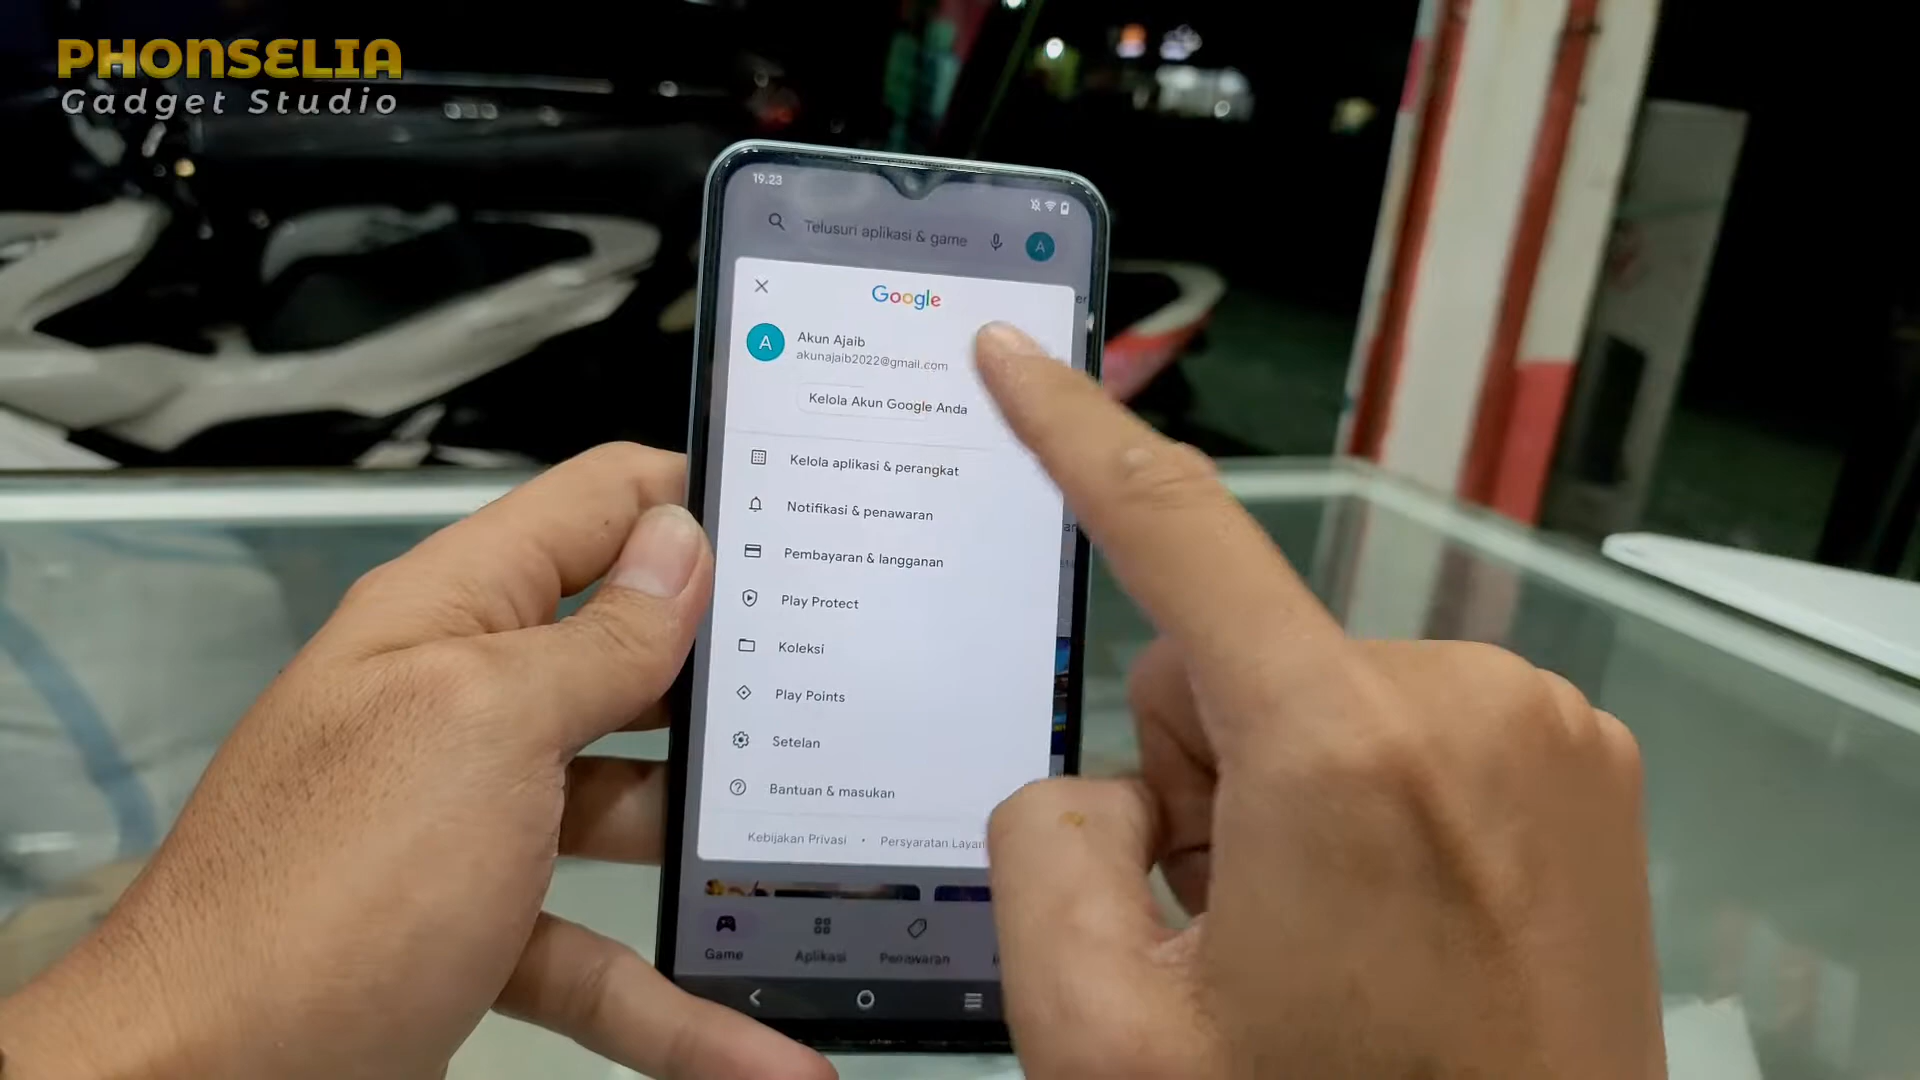 PHONSELIA
Gadget Studio
19.23
Telusuri aplikasi & game
A
Google
A
Akun Ajaib
akunajaib2022@gmail.com
Kelola Akun Google Anda
Kelola aplikasi & perangkat
Notifikasi & penawaran
Pembayaran & langganan
Play Protect
Koleksi
Play Points
Setelan
Bantuan & masukan
Kebijakan Privasi • Persyaratan Layan
Game
Aplikasi
Penawaran